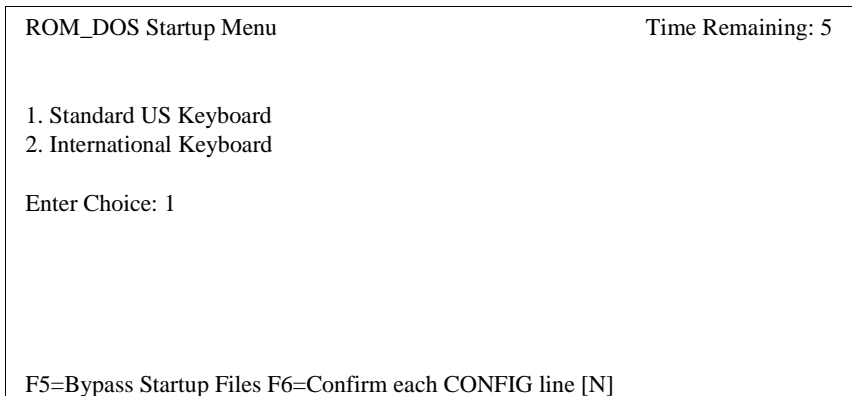 ROM_DOS Startup Menu Time Remaining: 5
1. Standard US Keyboard
2. International Keyboard
Enter Choice: 1
F5=Bypass Startup Files F6=Confirm each CONFIG line [N]